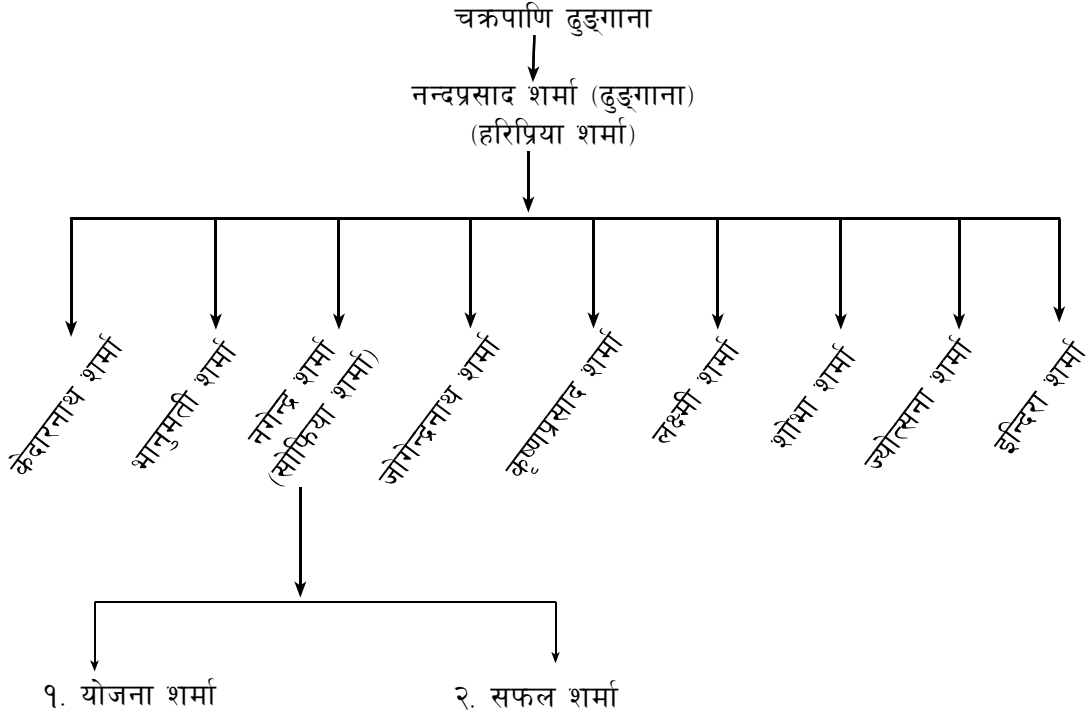 चक्रपाणि ढुङ्गाना
नन्दप्रसाद शर्मा (ढुङ्गाना)
(हरिप्रिया शर्मा)
केदारनाथ शर्मा
भानुमती शर्मा
नगेन्द्र शर्मा
(सोफिया शर्मा)
जोगेन्द्रनाथ शर्मा
कृष्णप्रसाद शर्मा
लक्ष्मी शर्मा
शोभा शर्मा
ज्योत्सना शर्मा
इन्दिरा शर्मा
१. योजना शर्मा
२. सफल शर्मा